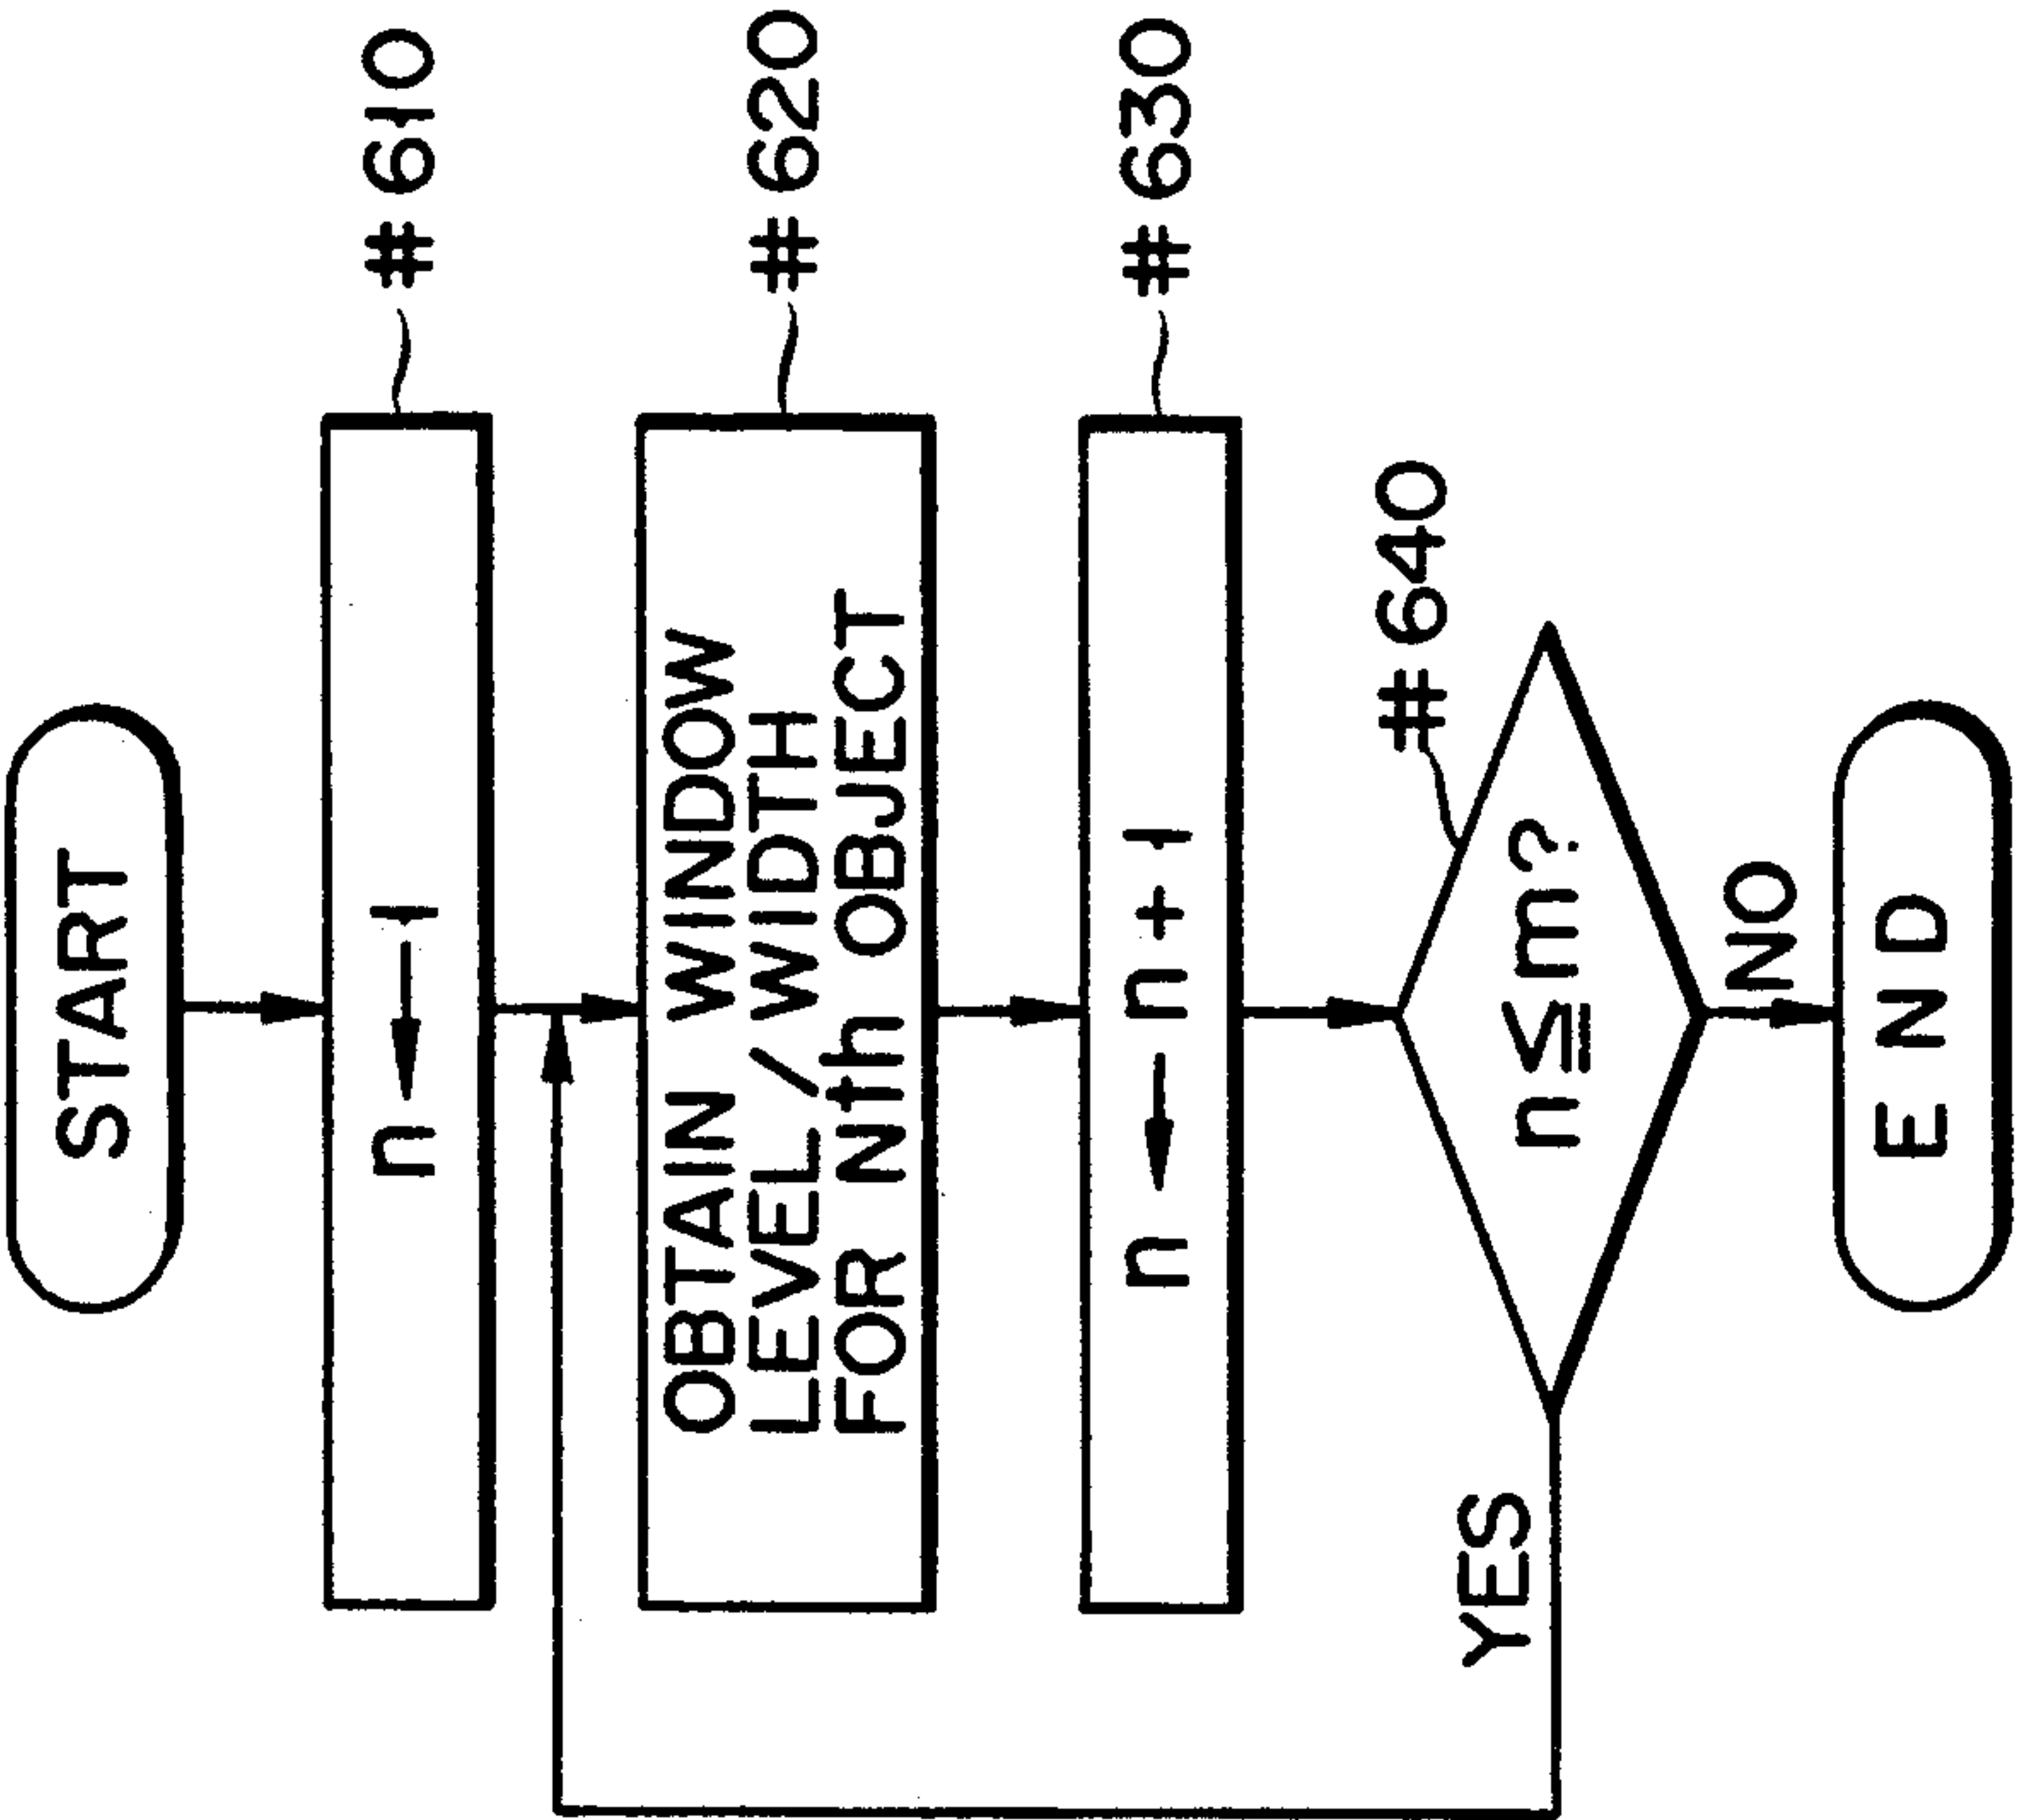 START
n ← 1
#610
OBTAIN WINDOW
LEVEL/WIDTH
FOR Nth OBJECT
#620
n ← n + 1
#630
n ≦ m?
#640
YES
NO
END